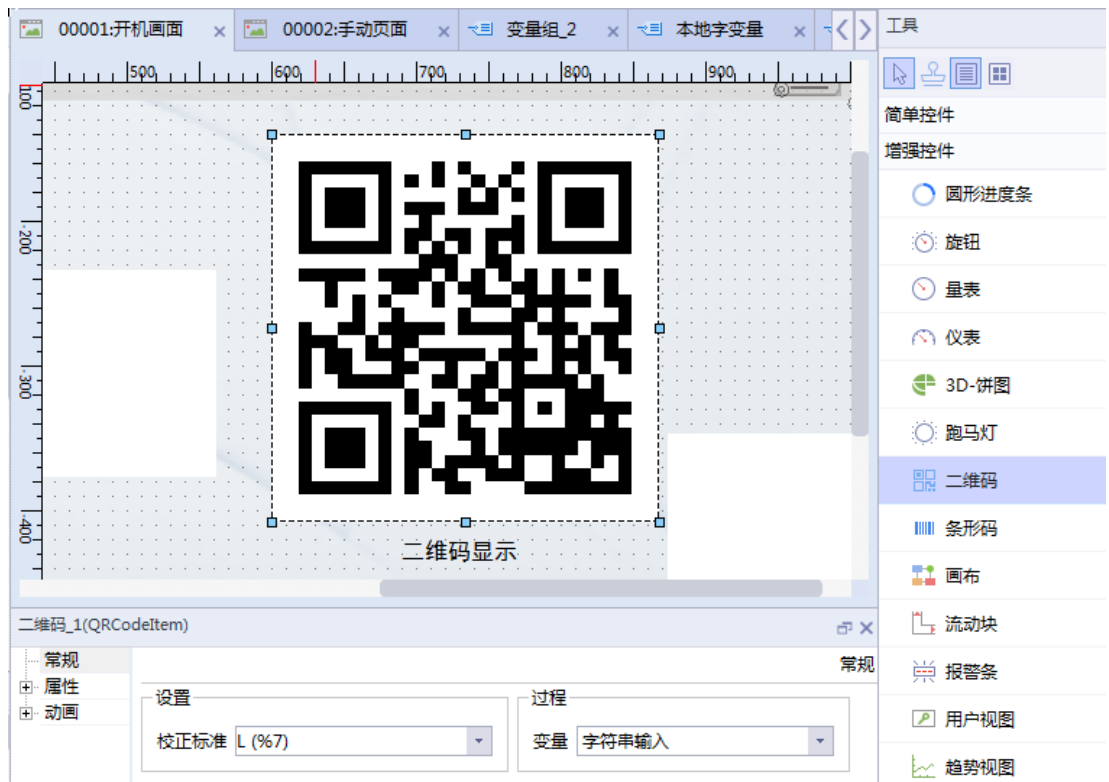 00001:开机画面 × 00002:手动页面 × 变量组_2 × 本地字变量 ×
工具
500 600 700 800 900
100
200
300
400
简单控件
增强控件
圆形进度条
旋钮
量表
仪表
3D-饼图
跑马灯
二维码
条形码
画布
流动块
报警条
用户视图
趋势视图
二维码显示
二维码_1(QRCodeItem)
常规
属性
动画
常规
设置
校正标准 L (%7)
过程
变量 字符串输入